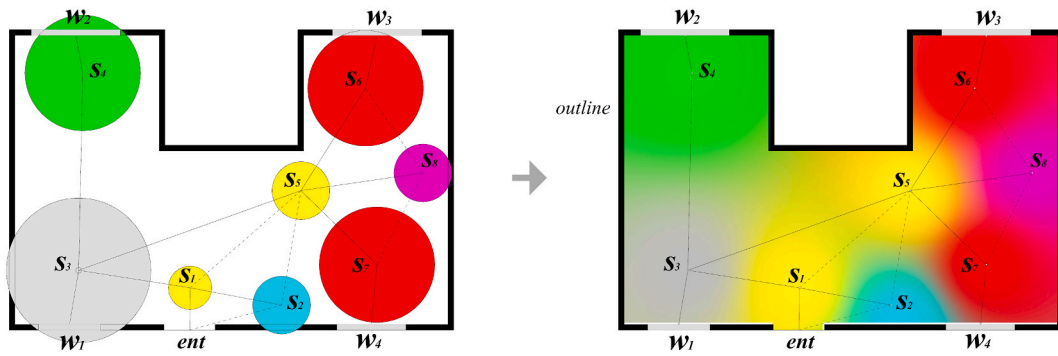 W2 W3
S4 S6
S8
S5
S3 S1 S7
S2
W1 ent W4
W2 W3
S4 S6
outline
S8
S5
S3 S1 S7
S2
W1 ent W4